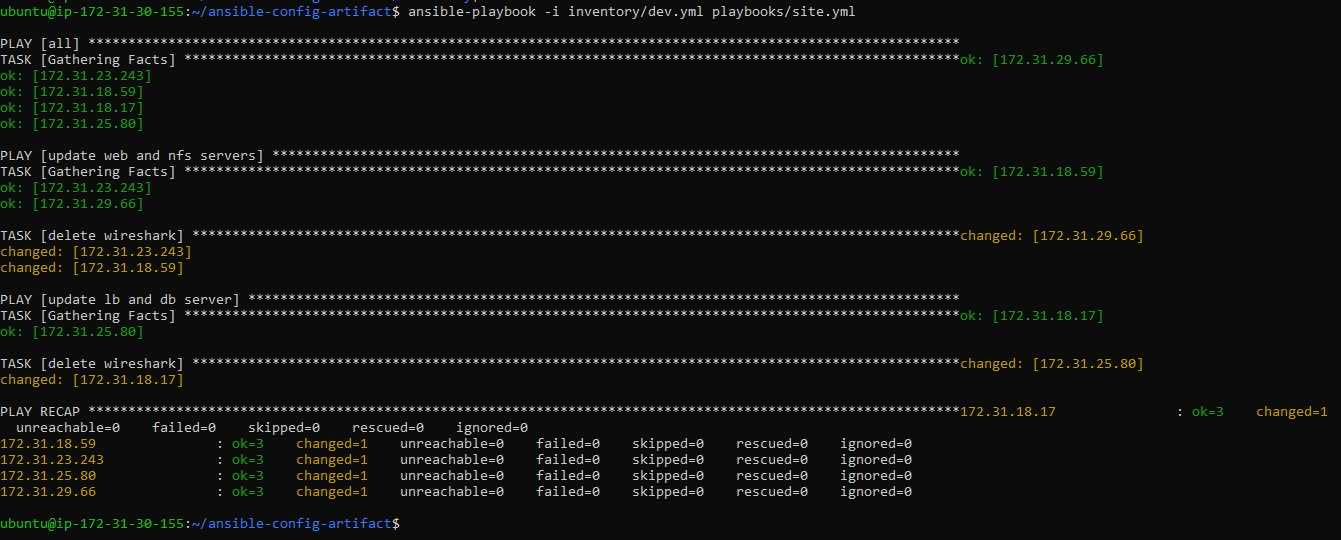 ubuntu@ip-172-31-30-155:~/ansible-config-artifact$ ansible-playbook -i inventory/dev.yml playbooks/site.yml
PLAY [all] *************************************************************************************************************
TASK [Gathering Facts] *************************************************************************************************ok: [172.31.29.66]
ok: [172.31.23.243]
ok: [172.31.18.59]
ok: [172.31.18.17]
ok: [172.31.25.80]
PLAY [update web and nfs servers] **************************************************************************************
TASK [Gathering Facts] *************************************************************************************************ok: [172.31.18.59]
ok: [172.31.23.243]
ok: [172.31.29.66]
TASK [delete wireshark] ************************************************************************************************changed: [172.31.29.66]
changed: [172.31.23.243]
changed: [172.31.18.59]
PLAY [update lb and db server] *****************************************************************************************
TASK [Gathering Facts] *************************************************************************************************ok: [172.31.18.17]
ok: [172.31.25.80]
TASK [delete wireshark] ************************************************************************************************changed: [172.31.25.80]
changed: [172.31.18.17]
PLAY RECAP *************************************************************************************************************172.31.18.17               : ok=3    changed=1
  unreachable=0    failed=0    skipped=0    rescued=0    ignored=0
172.31.18.59               : ok=3    changed=1    unreachable=0    failed=0    skipped=0    rescued=0    ignored=0
172.31.23.243              : ok=3    changed=1    unreachable=0    failed=0    skipped=0    rescued=0    ignored=0
172.31.25.80               : ok=3    changed=1    unreachable=0    failed=0    skipped=0    rescued=0    ignored=0
172.31.29.66               : ok=3    changed=1    unreachable=0    failed=0    skipped=0    rescued=0    ignored=0
ubuntu@ip-172-31-30-155:~/ansible-config-artifact$